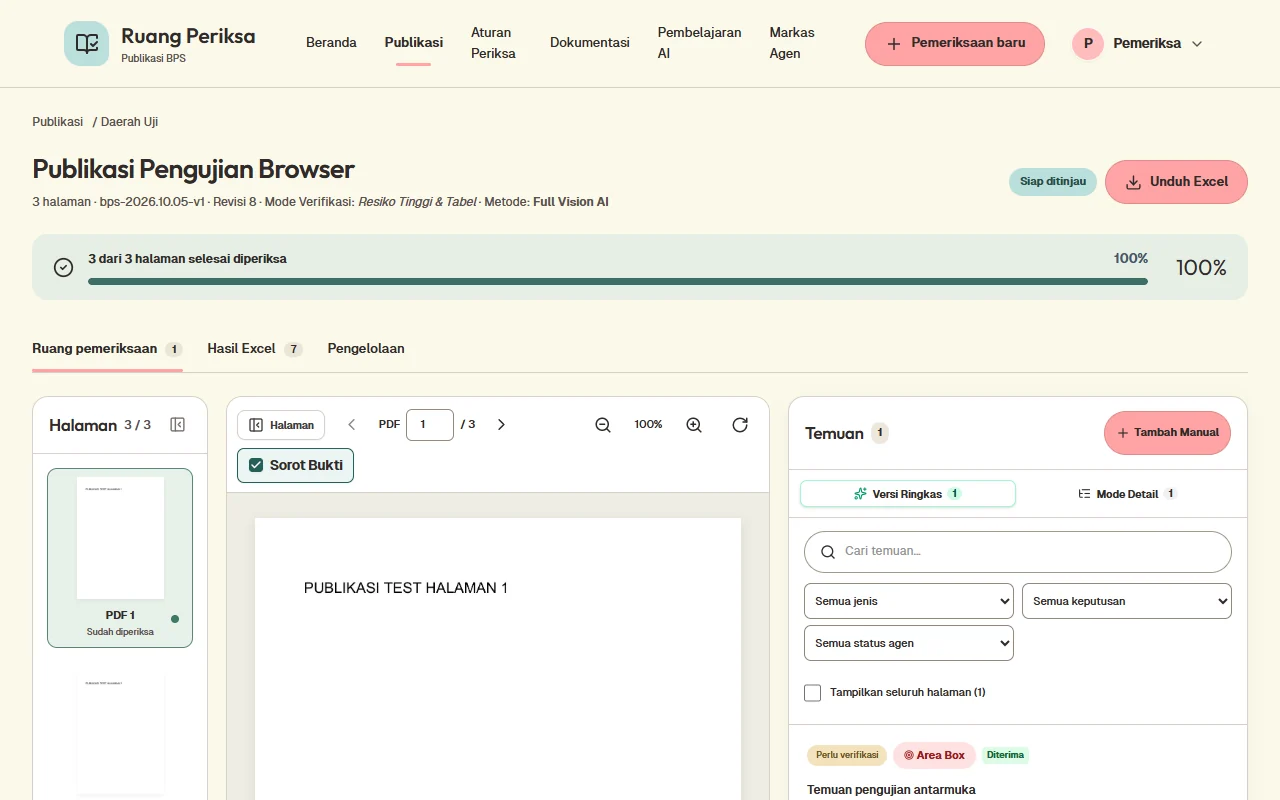 Ruang Periksa
Publikasi BPS
Beranda
Publikasi
Aturan
Periksa
Dokumentasi
Pembelajaran
AI
Markas
Agen
Pemeriksaan baru
P
Pemeriksa
Publikasi / Daerah Uji
Publikasi Pengujian Browser
3 halaman · bps-2026.10.05-v1 · Revisi 8 · Mode Verifikasi: Resiko Tinggi & Tabel · Metode: Full Vision AI
Siap ditinjau
Unduh Excel
3 dari 3 halaman selesai diperiksa
100%
100%
Ruang pemeriksaan 1
Hasil Excel 7
Pengelolaan
Halaman 3 / 3
PDF 1
Sudah diperiksa
Halaman
PDF 1 / 3
100%
Sorot Bukti
PUBLIKASI TEST HALAMAN 1
Temuan 1
Tambah Manual
Versi Ringkas 1
Mode Detail 1
Cari temuan...
Semua jenis
Semua keputusan
Semua status agen
Tampilkan seluruh halaman (1)
Perlu verifikasi
Area Box
Diterima
Temuan pengujian antarmuka